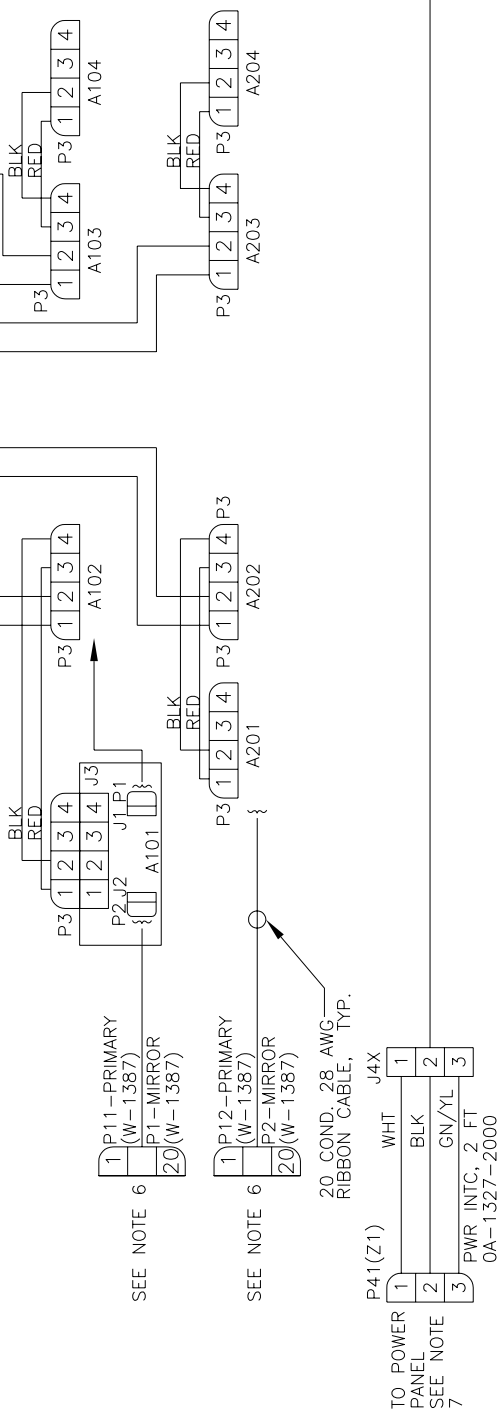 BLK
RED
P3
1 2 3 4
A104
P3
1 2 3 4
A103
BLK
RED
P3
1 2 3 4
A204
P3
1 2 3 4
A203
BLK
RED
P3
1 2 3 4
A102
P3
1 2 3 4
1 2 3 4
J3
P2 J2
J1 P1
A101
P3
1 2 3 4
P3
A202
BLK
RED
P3
1 2 3 4
A201
1
20
P11-PRIMARY
(W-1387)
P1-MIRROR
(W-1387)
SEE NOTE 6
1
20
P12-PRIMARY
(W-1387)
P2-MIRROR
(W-1387)
SEE NOTE 6
20 COND. 28 AWG
RIBBON CABLE, TYP.
TO POWER
PANEL
SEE NOTE
7
P41(Z1)
1
2
3
WHT
BLK
GN/YL
J4X
1
2
3
PWR INTC, 2 FT
0A-1327-2000